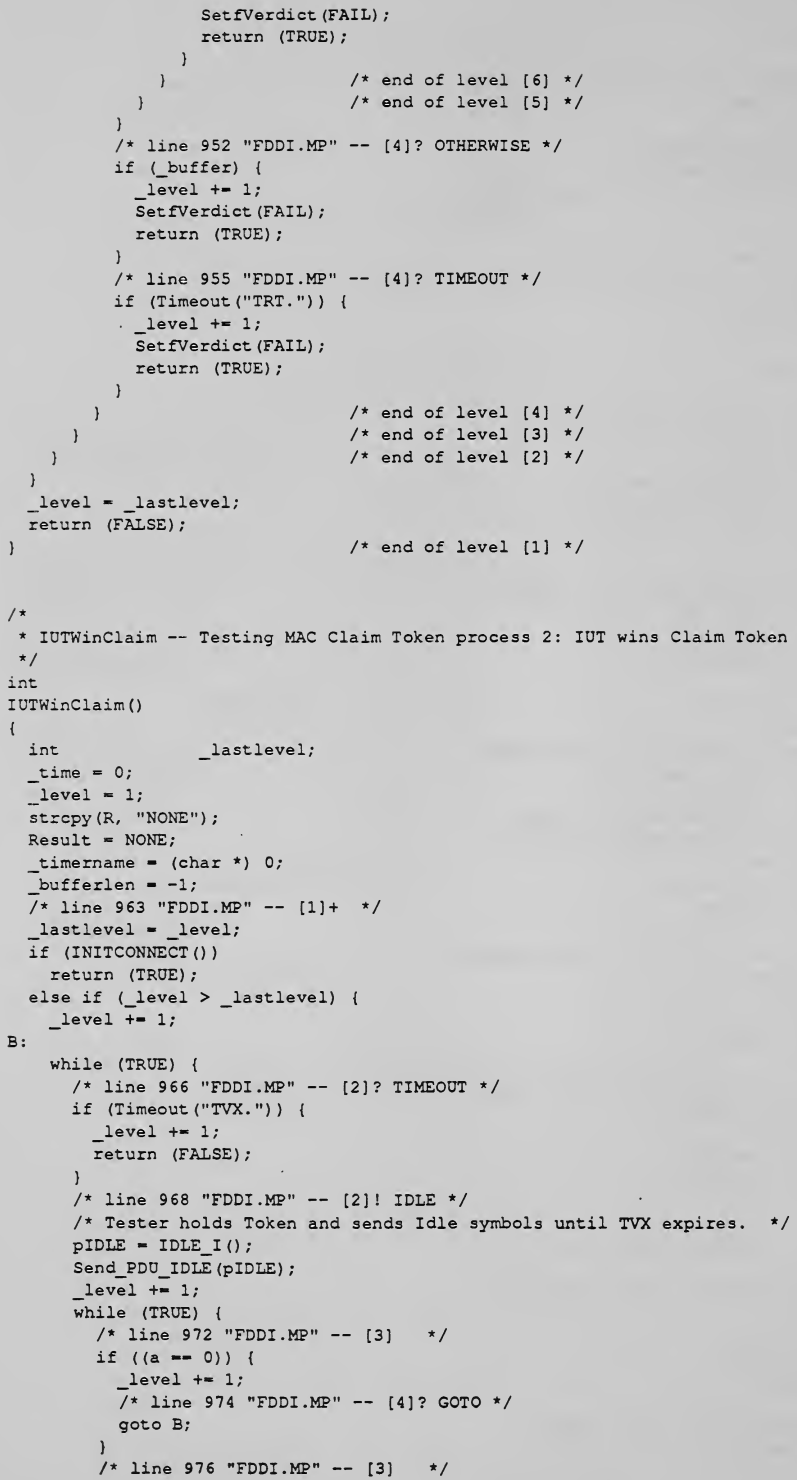 SetfVerdict(FAIL);
                    return (TRUE);
                  }
                }                  /* end of level [6] */
              }                    /* end of level [5] */
            }
            /* line 952 "FDDI.MP" -- [4]? OTHERWISE */
            if (_buffer) {
              _level += 1;
              SetfVerdict(FAIL);
              return (TRUE);
            }
            /* line 955 "FDDI.MP" -- [4]? TIMEOUT */
            if (Timeout("TRT.")) {
              _level += 1;
              SetfVerdict(FAIL);
              return (TRUE);
            }
          }                        /* end of level [4] */
        }                          /* end of level [3] */
      }                            /* end of level [2] */
    }
  _level = _lastlevel;
  return (FALSE);
}                                  /* end of level [1] */
/*
 * IUTWinClaim -- Testing MAC Claim Token process 2: IUT wins Claim Token
 */
int
IUTWinClaim()
{
  int             _lastlevel;
  _time = 0;
  _level = 1;
  strcpy(R, "NONE");
  Result = NONE;
  _timername = (char *) 0;
  _bufferlen = -1;
  /* line 963 "FDDI.MP" -- [1]+  */
  _lastlevel = _level;
  if (INITCONNECT())
    return (TRUE);
  else if (_level > _lastlevel) {
    _level += 1;
B:
    while (TRUE) {
      /* line 966 "FDDI.MP" -- [2]? TIMEOUT */
      if (Timeout("TVX.")) {
        _level += 1;
        return (FALSE);
      }
      /* line 968 "FDDI.MP" -- [2]! IDLE */
      /* Tester holds Token and sends Idle symbols until TVX expires.  */
      pIDLE = IDLE_I();
      Send_PDU_IDLE(pIDLE);
      _level += 1;
      while (TRUE) {
        /* line 972 "FDDI.MP" -- [3]   */
        if ((a == 0)) {
          _level += 1;
          /* line 974 "FDDI.MP" -- [4]? GOTO */
          goto B;
        }
        /* line 976 "FDDI.MP" -- [3]   */